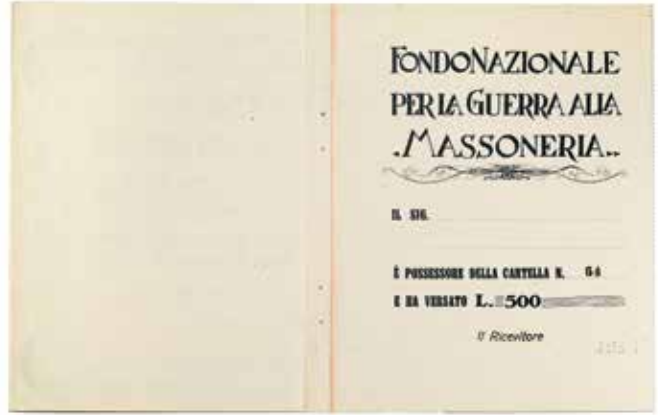 FONDO NAZIONALE
PER LA GUERRA ALLA
MASSONERIA
IL SIG.
È POSSESSORE DELLA CARTELLA N. 64
E HA VERSATO L. 500
Il Ricevitore